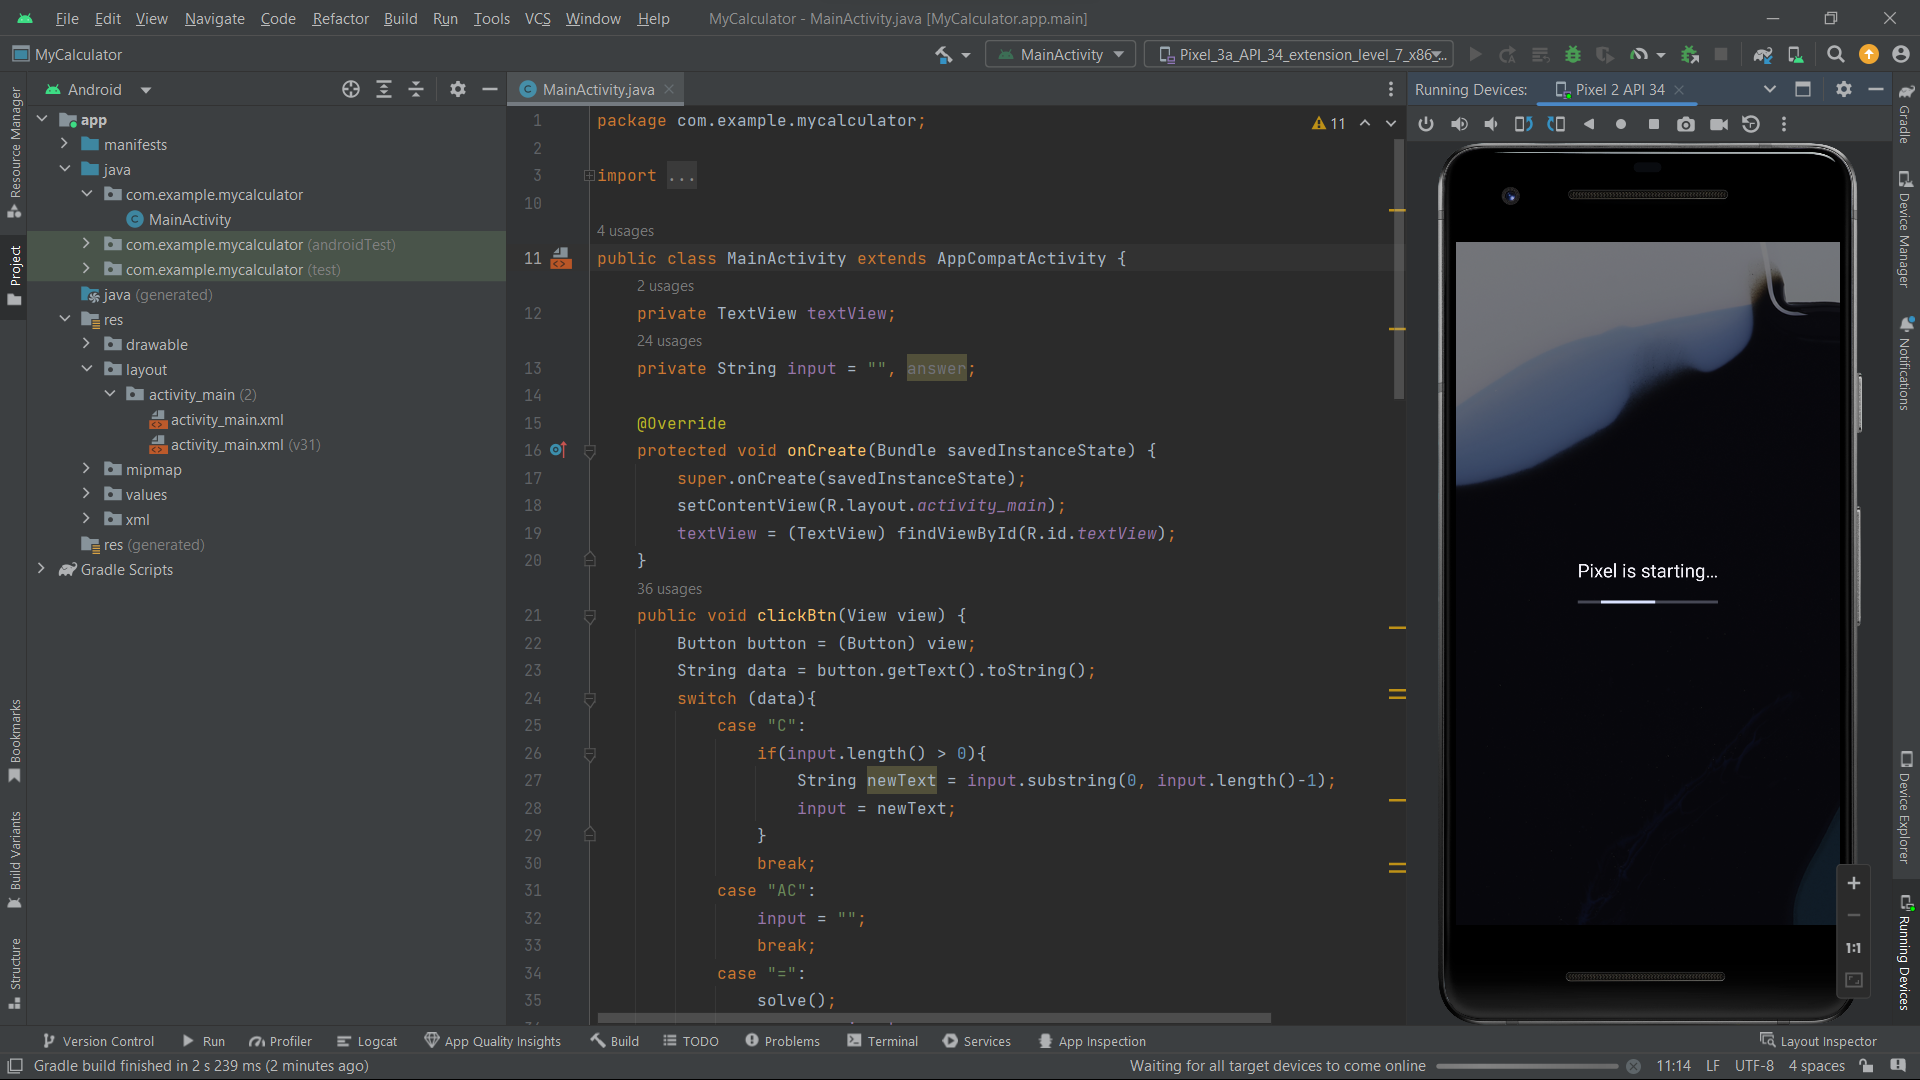 File Edit View Navigate Code Refactor Build Run Tools VCS Window Help MyCalculator - MainActivity.java [MyCalculator.app.main]
MyCalculator MainActivity Pixel_3a_API_34_extension_level_7_x86...
Android
MainActivity.java
Running Devices: Pixel 2 API 34
Resource Manager
Project
Bookmarks
Build Variants
Structure
app
manifests
java
com.example.mycalculator
MainActivity
com.example.mycalculator (androidTest)
com.example.mycalculator (test)
java (generated)
res
drawable
layout
activity_main (2)
activity_main.xml
activity_main.xml (v31)
mipmap
values
xml
res (generated)
Gradle Scripts
11
1 package com.example.mycalculator;
2
3 import ...
10
4 usages
11 public class MainActivity extends AppCompatActivity {
2 usages
12 private TextView textView;
24 usages
13 private String input = "", answer;
14
15 @Override
16 protected void onCreate(Bundle savedInstanceState) {
17 super.onCreate(savedInstanceState);
18 setContentView(R.layout.activity_main);
19 textView = (TextView) findViewById(R.id.textView);
20 }
36 usages
21 public void clickBtn(View view) {
22 Button button = (Button) view;
23 String data = button.getText().toString();
24 switch (data){
25 case "C":
26 if(input.length() > 0){
27 String newText = input.substring(0, input.length()-1);
28 input = newText;
29 }
30 break;
31 case "AC":
32 input = "";
33 break;
34 case "=":
35 solve();
Pixel is starting...
1:1
Gradle
Device Manager
Notifications
Device Explorer
Running Devices
Version Control Run Profiler Logcat App Quality Insights Build TODO Problems Terminal Services App Inspection Layout Inspector
Gradle build finished in 2 s 239 ms (2 minutes ago) Waiting for all target devices to come online 11:14 LF UTF-8 4 spaces